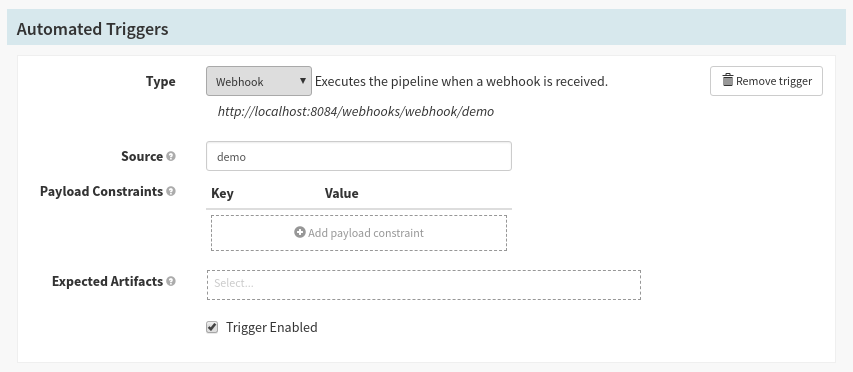 Automated Triggers
Type Webhook Executes the pipeline when a webhook is received. Remove trigger
http://localhost:8084/webhooks/webhook/demo
Source demo
Payload Constraints Key Value
Add payload constraint
Expected Artifacts Select...
Trigger Enabled